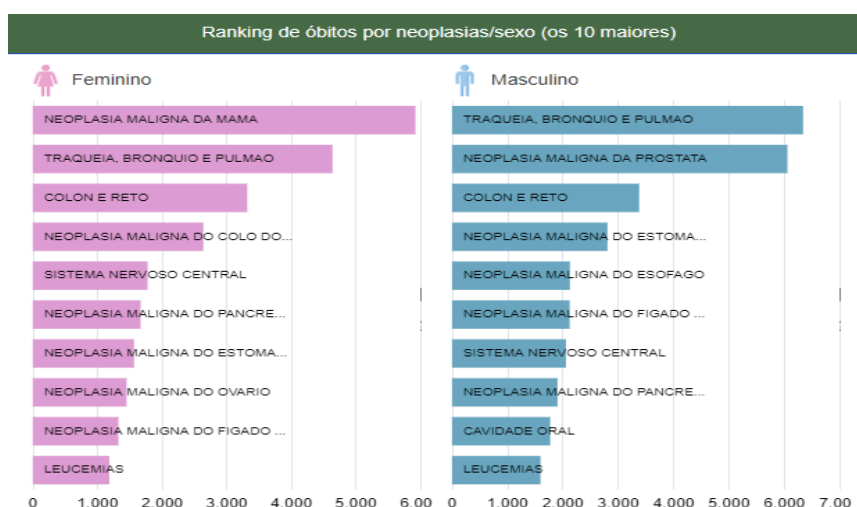 Ranking de óbitos por neoplasias/sexo (os 10 maiores)
Feminino
NEOPLASIA MALIGNA DA MAMA
TRAQUEIA, BRONQUIO E PULMAO
COLON E RETO
NEOPLASIA MALIGNA DO COLO DO...
SISTEMA NERVOSO CENTRAL
NEOPLASIA MALIGNA DO PANCRE...
NEOPLASIA MALIGNA DO ESTOMA...
NEOPLASIA MALIGNA DO OVARIO
NEOPLASIA MALIGNA DO FIGADO ...
LEUCEMIAS
0 1.000 2.000 3.000 4.000 5.000 6.00
Masculino
TRAQUEIA, BRONQUIO E PULMAO
NEOPLASIA MALIGNA DA PROSTATA
COLON E RETO
NEOPLASIA MALIGNA DO ESTOMA...
NEOPLASIA MALIGNA DO ESOFAGO
NEOPLASIA MALIGNA DO FIGADO ...
SISTEMA NERVOSO CENTRAL
NEOPLASIA MALIGNA DO PANCRE...
CAVIDADE ORAL
LEUCEMIAS
0 1.000 2.000 3.000 4.000 5.000 6.000 7.00